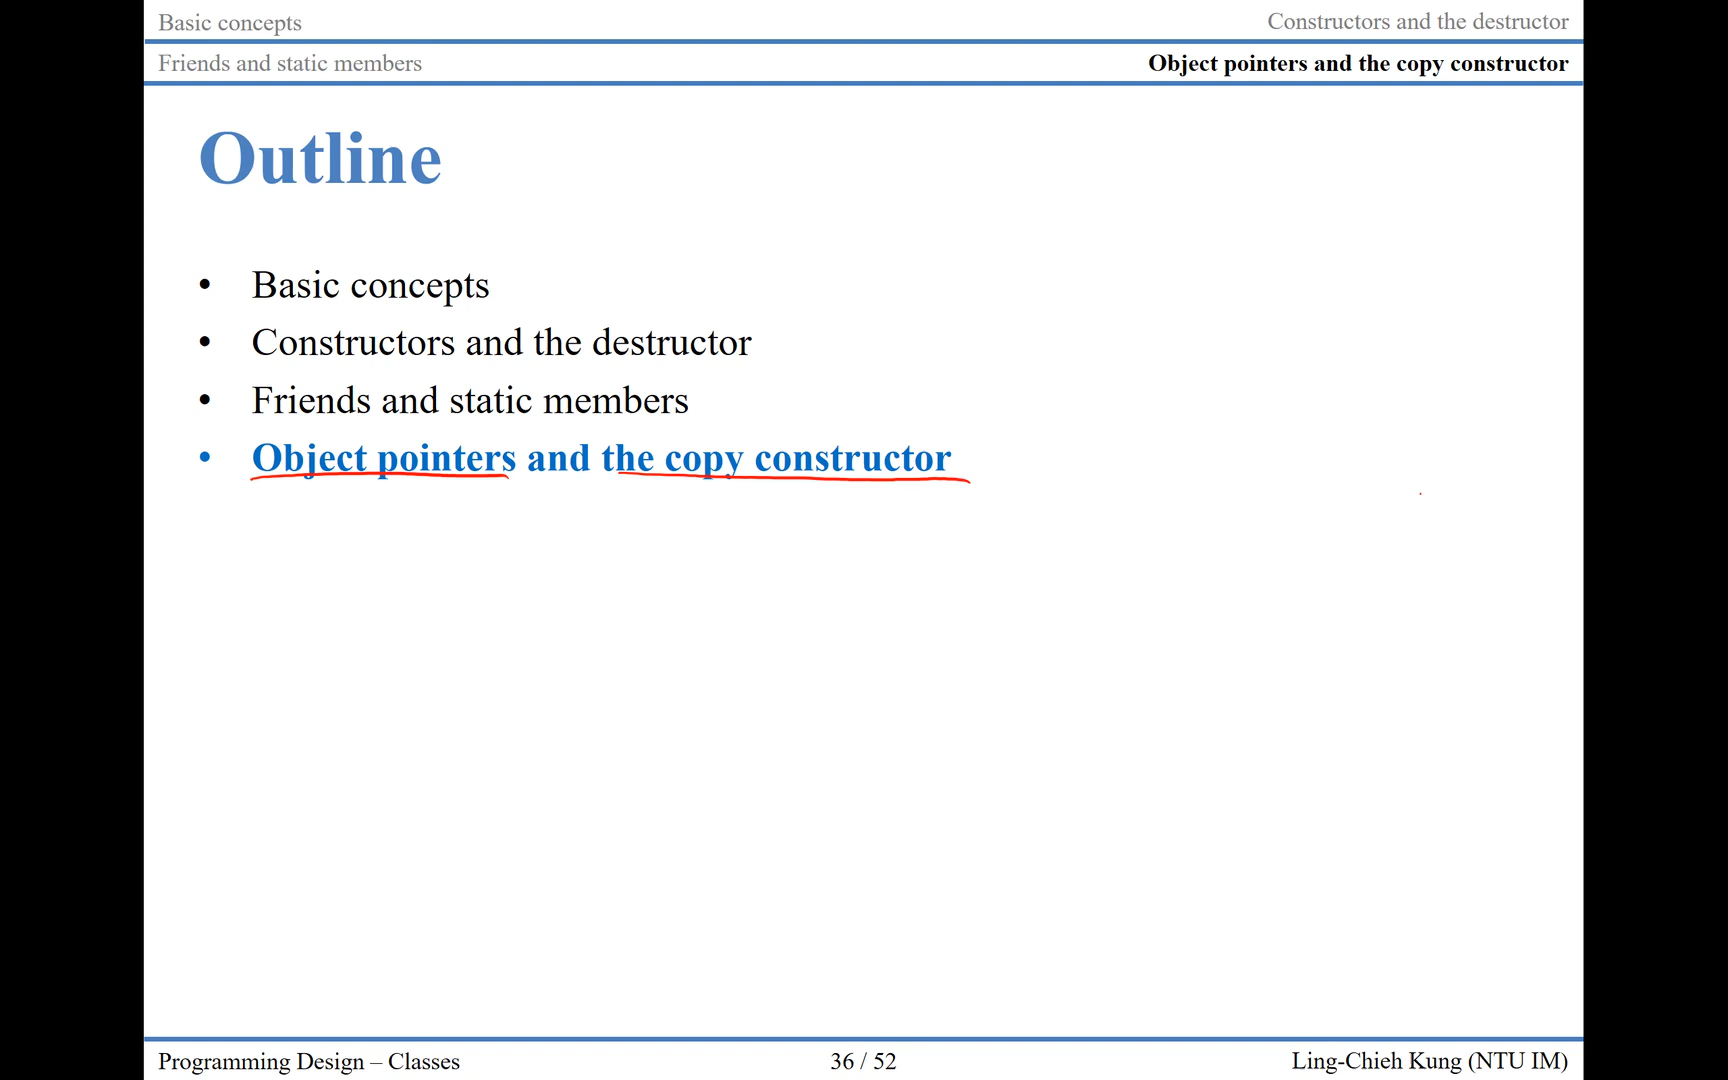 Basic concepts
Constructors and the destructor
Friends and static members
Object pointers and the copy constructor
Outline
• Basic concepts
• Constructors and the destructor
• Friends and static members
• Object pointers and the copy constructor
Programming Design – Classes
36 / 52
Ling-Chieh Kung (NTU IM)